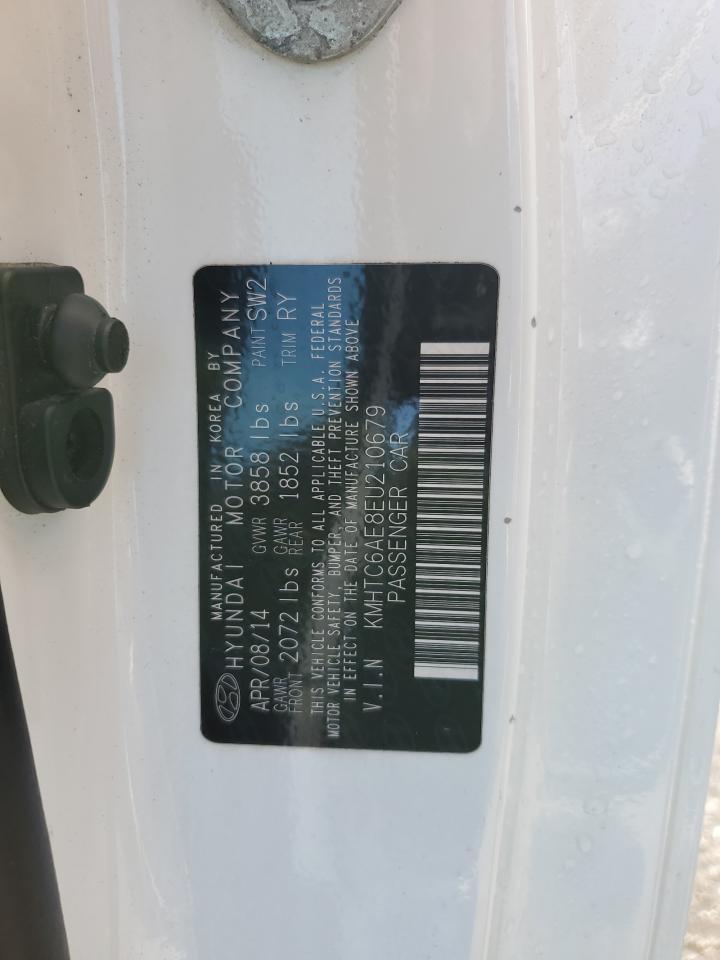 MANUFACTURED IN KOREA BY
HYUNDAI MOTOR COMPANY
APR/08/14 GVWR 3858 lbs PAINT SW2
GAWR FRONT 2072 lbs GAWR REAR 1852 lbs TRIM RY
THIS VEHICLE CONFORMS TO ALL APPLICABLE U.S.A. FEDERAL
MOTOR VEHICLE SAFETY, BUMPER, AND THEFT PREVENTION STANDARDS
IN EFFECT ON THE DATE OF MANUFACTURE SHOWN ABOVE
V.I.N KMHTC6AE8EU210679
PASSENGER CAR